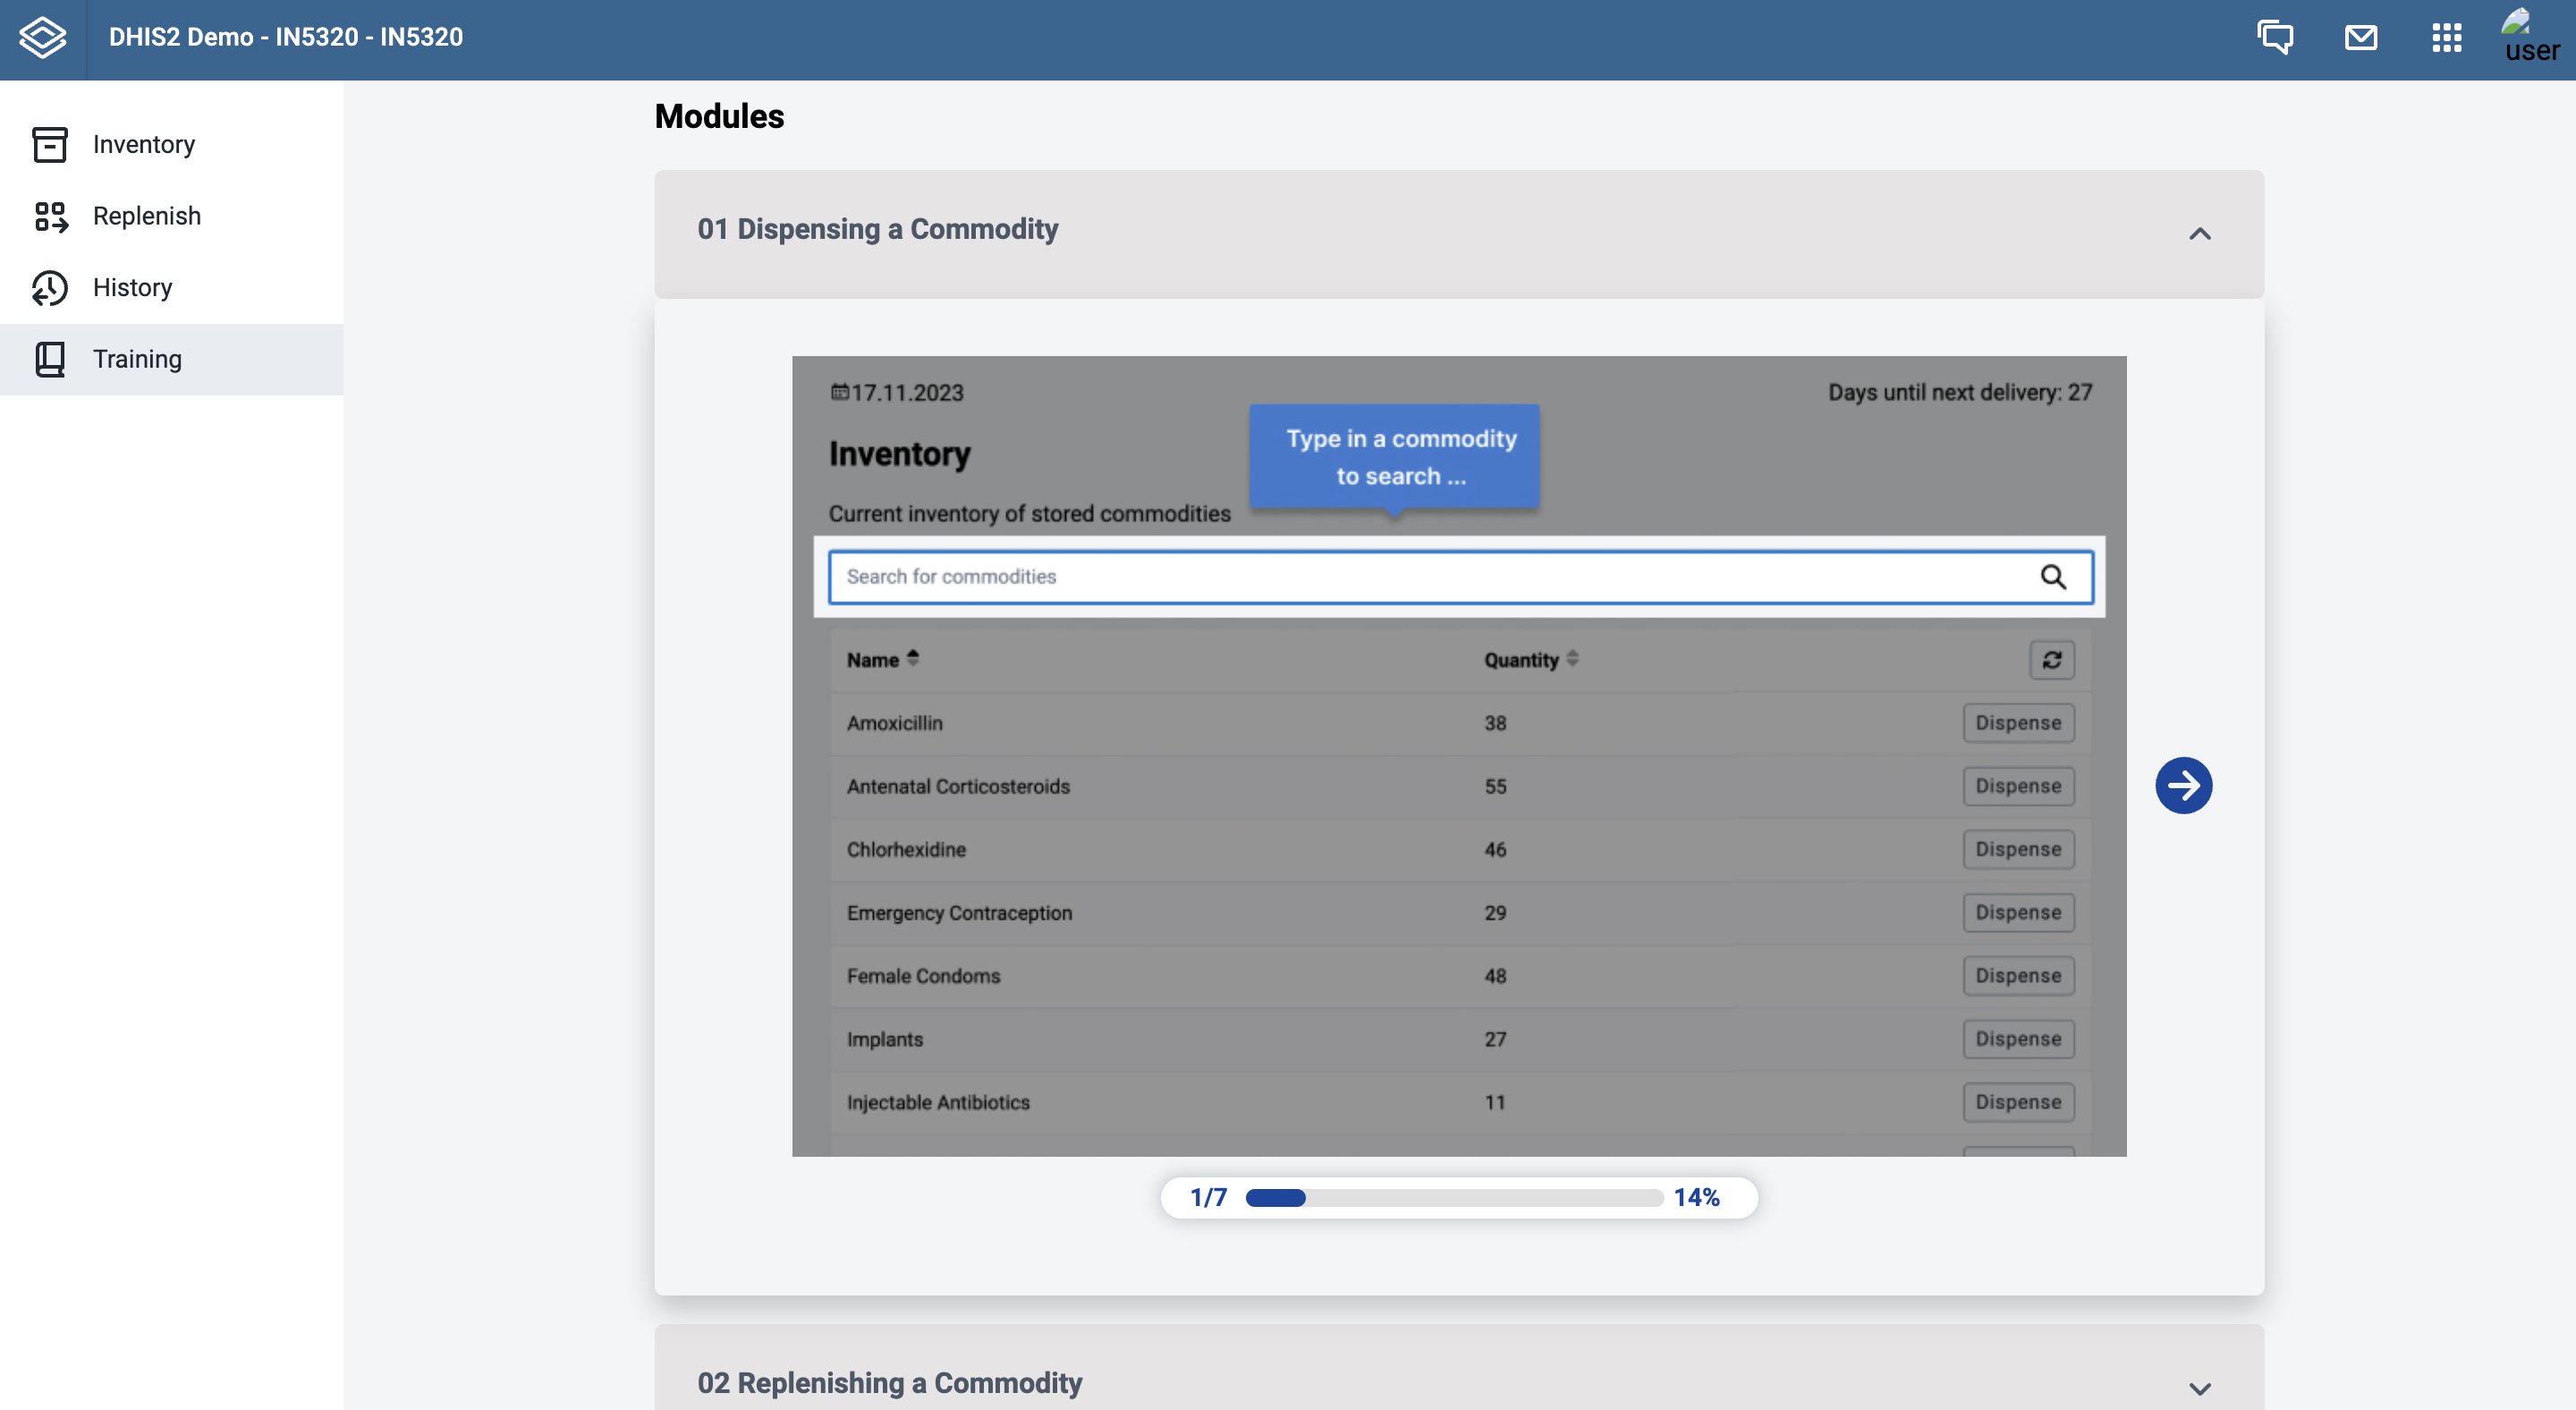 DHIS2 Demo - IN5320 - IN5320
user
Inventory
Replenish
History
Training
Modules
01 Dispensing a Commodity
17.11.2023
Days until next delivery: 27
Type in a commodity
to search ...
Inventory
Current inventory of stored commodities
Search for commodities
Name Quantity
Amoxicillin 38 Dispense
Antenatal Corticosteroids 55 Dispense
Chlorhexidine 46 Dispense
Emergency Contraception 29 Dispense
Female Condoms 48 Dispense
Implants 27 Dispense
Injectable Antibiotics 11 Dispense
1/7 14%
02 Replenishing a Commodity